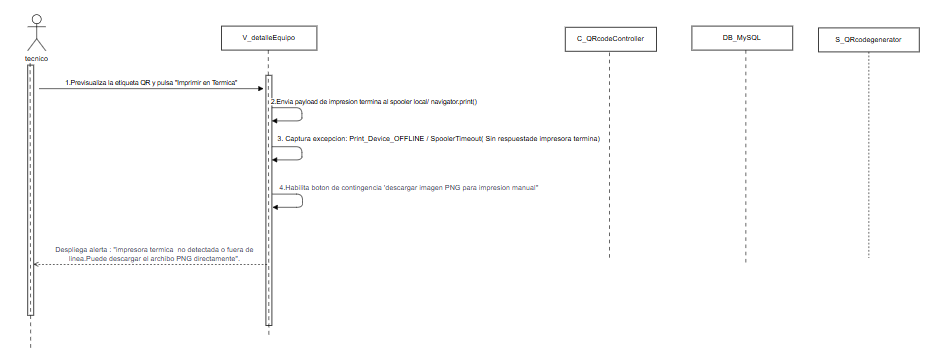 V_detalleEquipo
C_QRcodeController
DB_MySQL
S_QRcodegenerator
tecnico
1.Previsualiza la etiqueta QR y pulsa "Imprimir en Termica"
2.Envia payload de impresion termina al spooler local/ navigator.print()
3. Captura excepcion: Print_Device_OFFLINE / SpoolerTimeout( Sin respuestade impresora termina)
4.Habilita boton de contingencia 'descargar imagen PNG para impresion manual"
Despliega alerta : "impresora termica no detectada o fuera de
linea.Puede descargar el archibo PNG directamente".